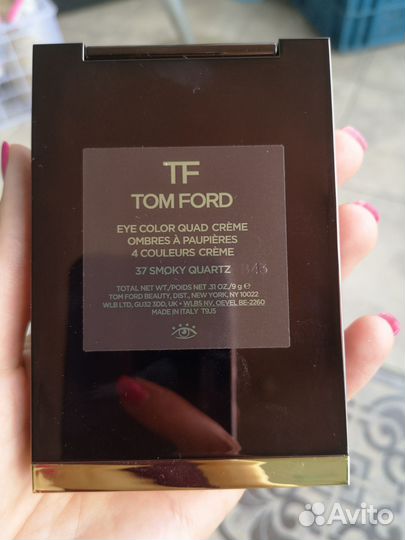 TF
TOM FORD
EYE COLOR QUAD CRÈME
OMBRES À PAUPIÈRES
4 COULEURS CRÈME
37 SMOKY QUARTZ B43
TOTAL NET WT./POIDS NET .31 OZ/9 g ℮
TOM FORD BEAUTY, DIST., NEW YORK, NY 10022
WLB LTD, GU32 3DD, UK • WLBS NV, OEVEL BE-2260
MADE IN ITALY T9J5
Avito